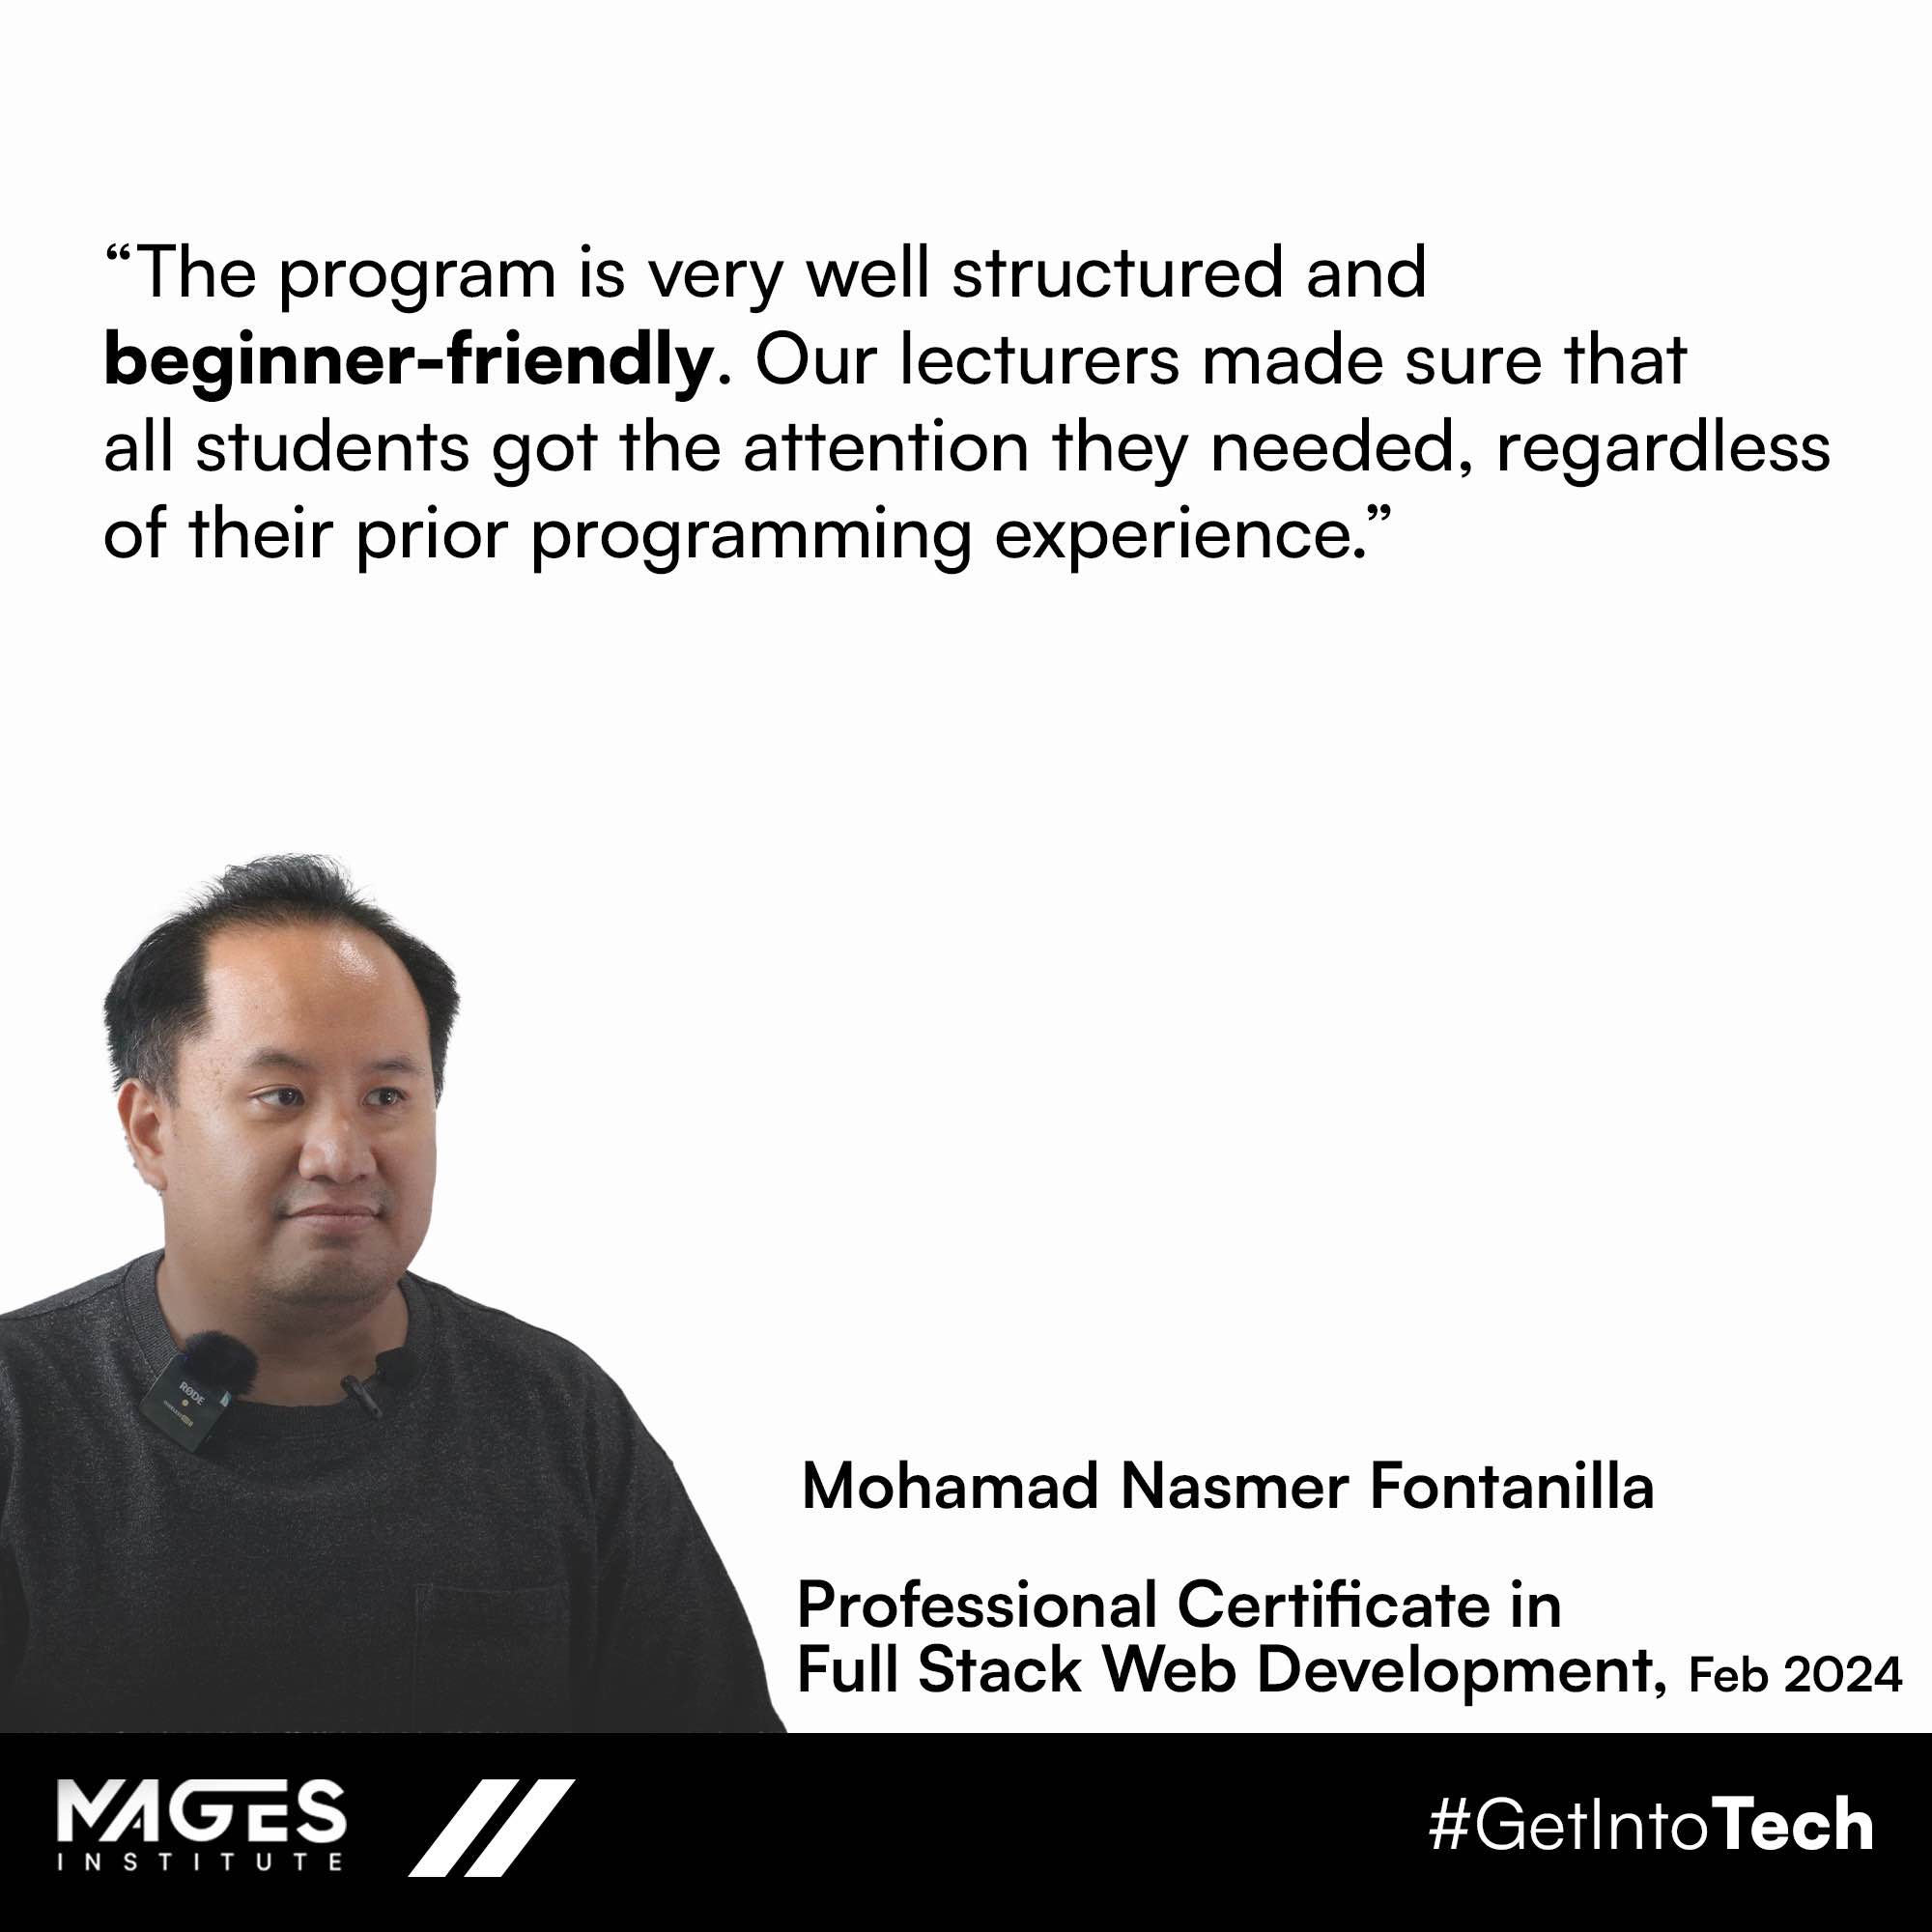 “The program is very well structured and
beginner-friendly. Our lecturers made sure that
all students got the attention they needed, regardless
of their prior programming experience.”
RØDE
Mohamad Nasmer Fontanilla
Professional Certificate in
Full Stack Web Development, Feb 2024
MAGES
INSTITUTE
#GetIntoTech